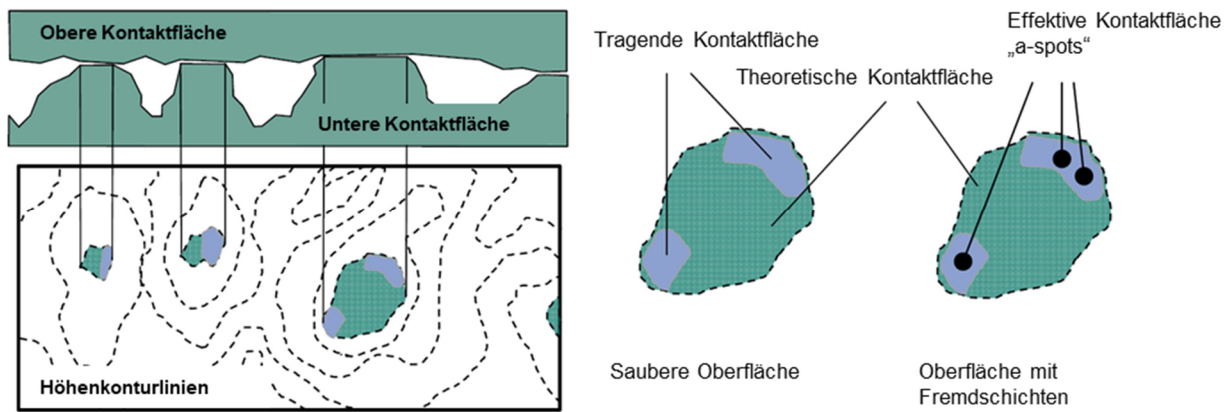 Obere Kontaktfläche
Untere Kontaktfläche
Höhenkonturlinien
Tragende Kontaktfläche
Theoretische Kontaktfläche
Effektive Kontaktfläche
„a-spots“
Saubere Oberfläche
Oberfläche mit
Fremdschichten